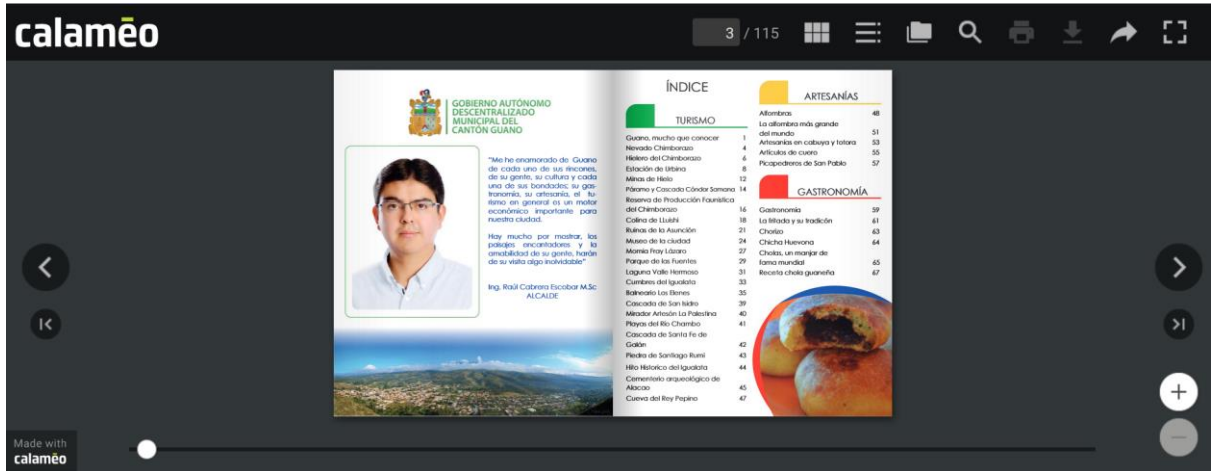 calamēo
3 / 115
GOBIERNO AUTÓNOMO
DESCENTRALIZADO
MUNICIPAL DEL
CANTÓN GUANO
"Me he enamorado de Guano
de cada uno de sus rincones,
de su gente, su cultura y cada
una de sus bondades; su gas-
tronomía, su artesanía, el tu-
rismo en general es un motor
económico importante para
nuestra ciudad.
Hay mucho por mostrar, los
paisajes encantadores y la
amabilidad de su gente, harán
de su visita algo inolvidable"
Ing. Raúl Cabrera Escobar M.Sc
ALCALDE
ÍNDICE
TURISMO
Guano, mucho que conocer 1
Nevado Chimborazo 4
Hielero del Chimborazo 6
Estación de Urbina 8
Minas de Hielo 12
Páramo y Cascada Cóndor Samana 14
Reserva de Producción Faunística
del Chimborazo 16
Colina de LLuishi 18
Ruinas de la Asunción 21
Museo de la ciudad 24
Momia Fray Lázaro 27
Parque de las Fuentes 29
Laguna Valle Hermoso 31
Cumbres del Igualata 33
Balneario Los Elenes 35
Cascada de San Isidro 39
Mirador Artesón La Palestina 40
Playas del Río Chambo 41
Cascada de Santa Fe de
Galán 42
Piedra de Santiago Rumi 43
Hito Historico del Igualata 44
Cementerio arqueológico de
Alacao 45
Cueva del Rey Pepino 47
ARTESANÍAS
Alfombras 48
La alfombra más grande
del mundo 51
Artesanías en cabuya y totora 53
Artículos de cuero 55
Picapedreros de San Pablo 57
GASTRONOMÍA
Gastronomía 59
La fritada y su tradicón 61
Chorizo 63
Chicha Huevona 64
Cholas, un manjar de
fama mundial 65
Receta chola guaneña 67
Made with
calamēo